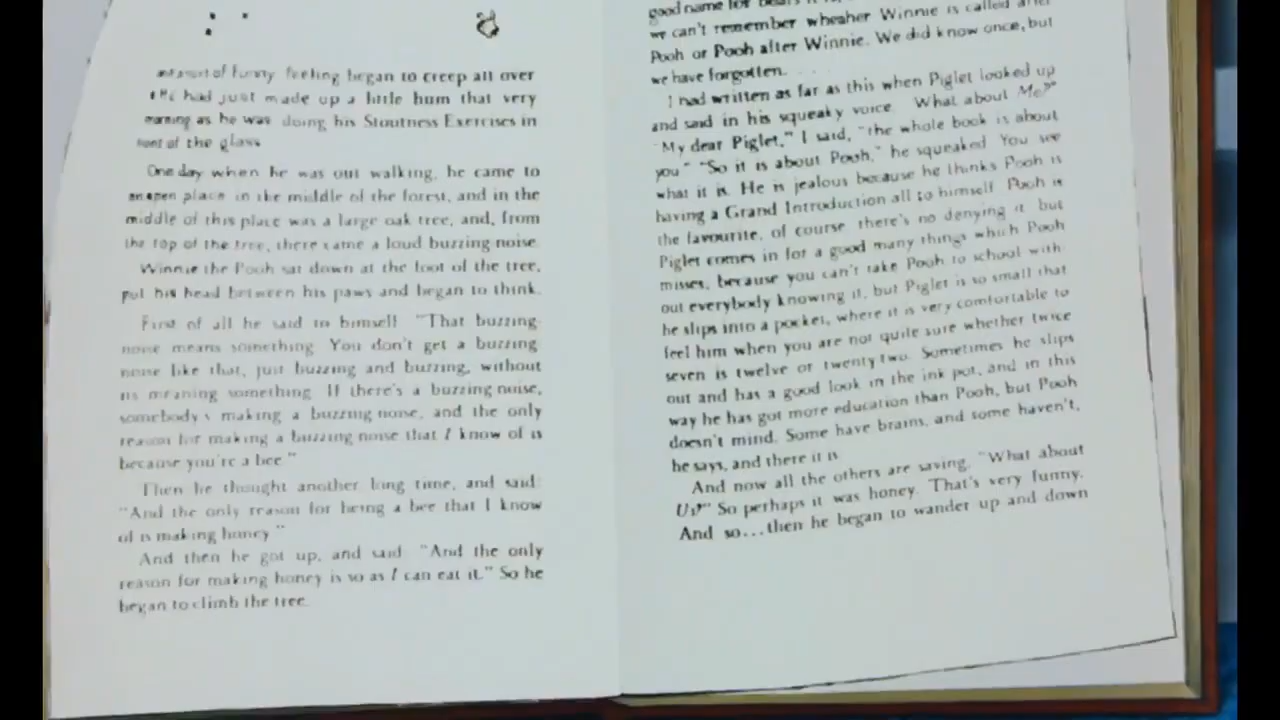 of funny feeling began to creep all over
He had just made up a little hum that very
morning as he was doing his Stoutness Exercises in
front of the glass
One day when he was out walking, he came to
an open place in the middle of the forest, and in the
middle of this place was a large oak tree, and, from
the top of the tree, there came a loud buzzing noise.
Winnie the Pooh sat down at the foot of the tree,
put his head between his paws and began to think.
First of all he said to himself "That buzzing
noise means something. You don't get a buzzing
noise like that, just buzzing and buzzing, without
its meaning something. If there's a buzzing noise,
somebody's making a buzzing noise, and the only
reason for making a buzzing noise that I know of is
because you're a bee."
Then he thought another long time, and said:
"And the only reason for being a bee that I know
of is making honey."
And then he got up, and said: "And the only
reason for making honey is so as I can eat it." So he
began to climb the tree.
good name for bears
we can't remember wheaher Winnie is called after
Pooh or Pooh after Winnie. We did know once, but
we have forgotten.
I had written as far as this when Piglet looked up
and said in his squeaky voice. "What about Me?"
"My dear Piglet," I said, "the whole book is about
you." "So it is about Pooh," he squeaked. You see
what it is. He is jealous because he thinks Pooh is
having a Grand Introduction all to himself. Pooh is
the favourite, of course, there's no denying it, but
Piglet comes in for a good many things which Pooh
misses, because you can't take Pooh to school with
out everybody knowing it, but Piglet is so small that
he slips into a pocket, where it is very comfortable to
feel him when you are not quite sure whether twice
seven is twelve or twenty two. Sometimes he slips
out and has a good look in the ink pot, and in this
way he has got more education than Pooh, but Pooh
doesn't mind. Some have brains, and some haven't,
he says, and there it is.
And now all the others are saving, "What about
Us?" So perhaps it was honey. That's very funny.
And so...then he began to wander up and down